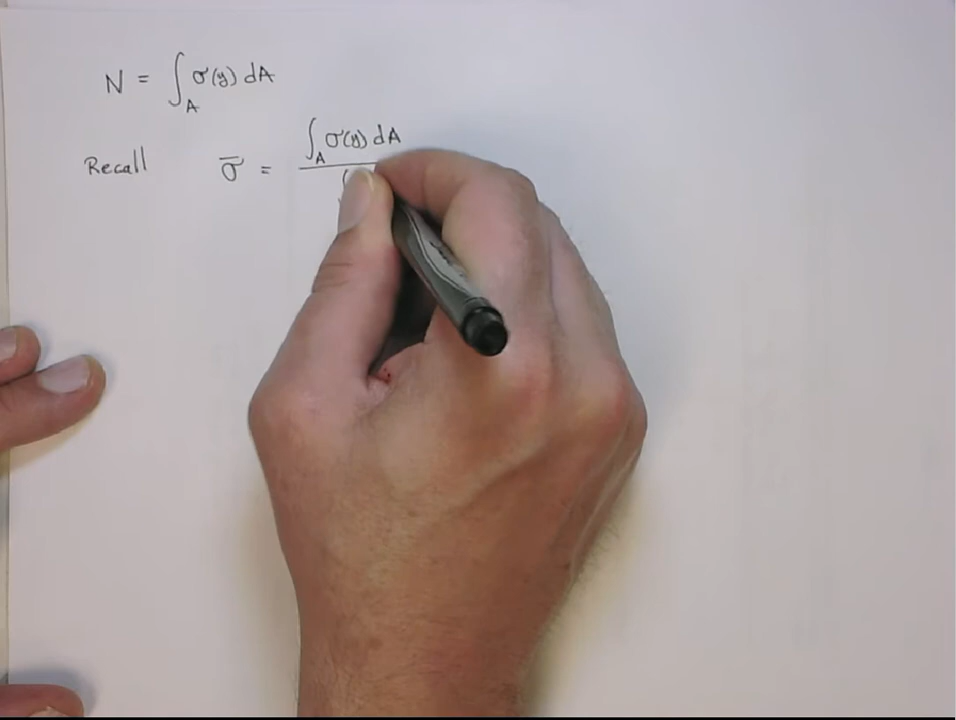 N = ∫_A σ(y) dA
Recall σ̄ = ∫_A σ(y) dA / ∫